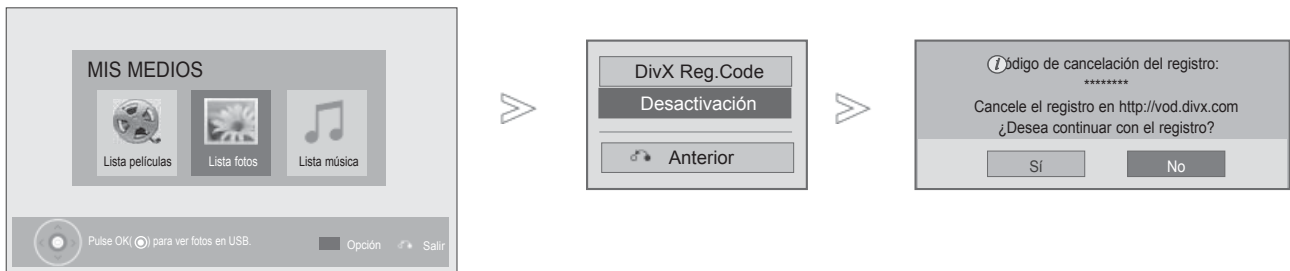 MIS MEDIOS
Lista películas
Lista fotos
Lista música
Pulse OK( ) para ver fotos en USB.
Opción
Salir
DivX Reg.Code
Desactivación
Anterior
ódigo de cancelación del registro:
********
Cancele el registro en http://vod.divx.com
¿Desea continuar con el registro?
Sí
No